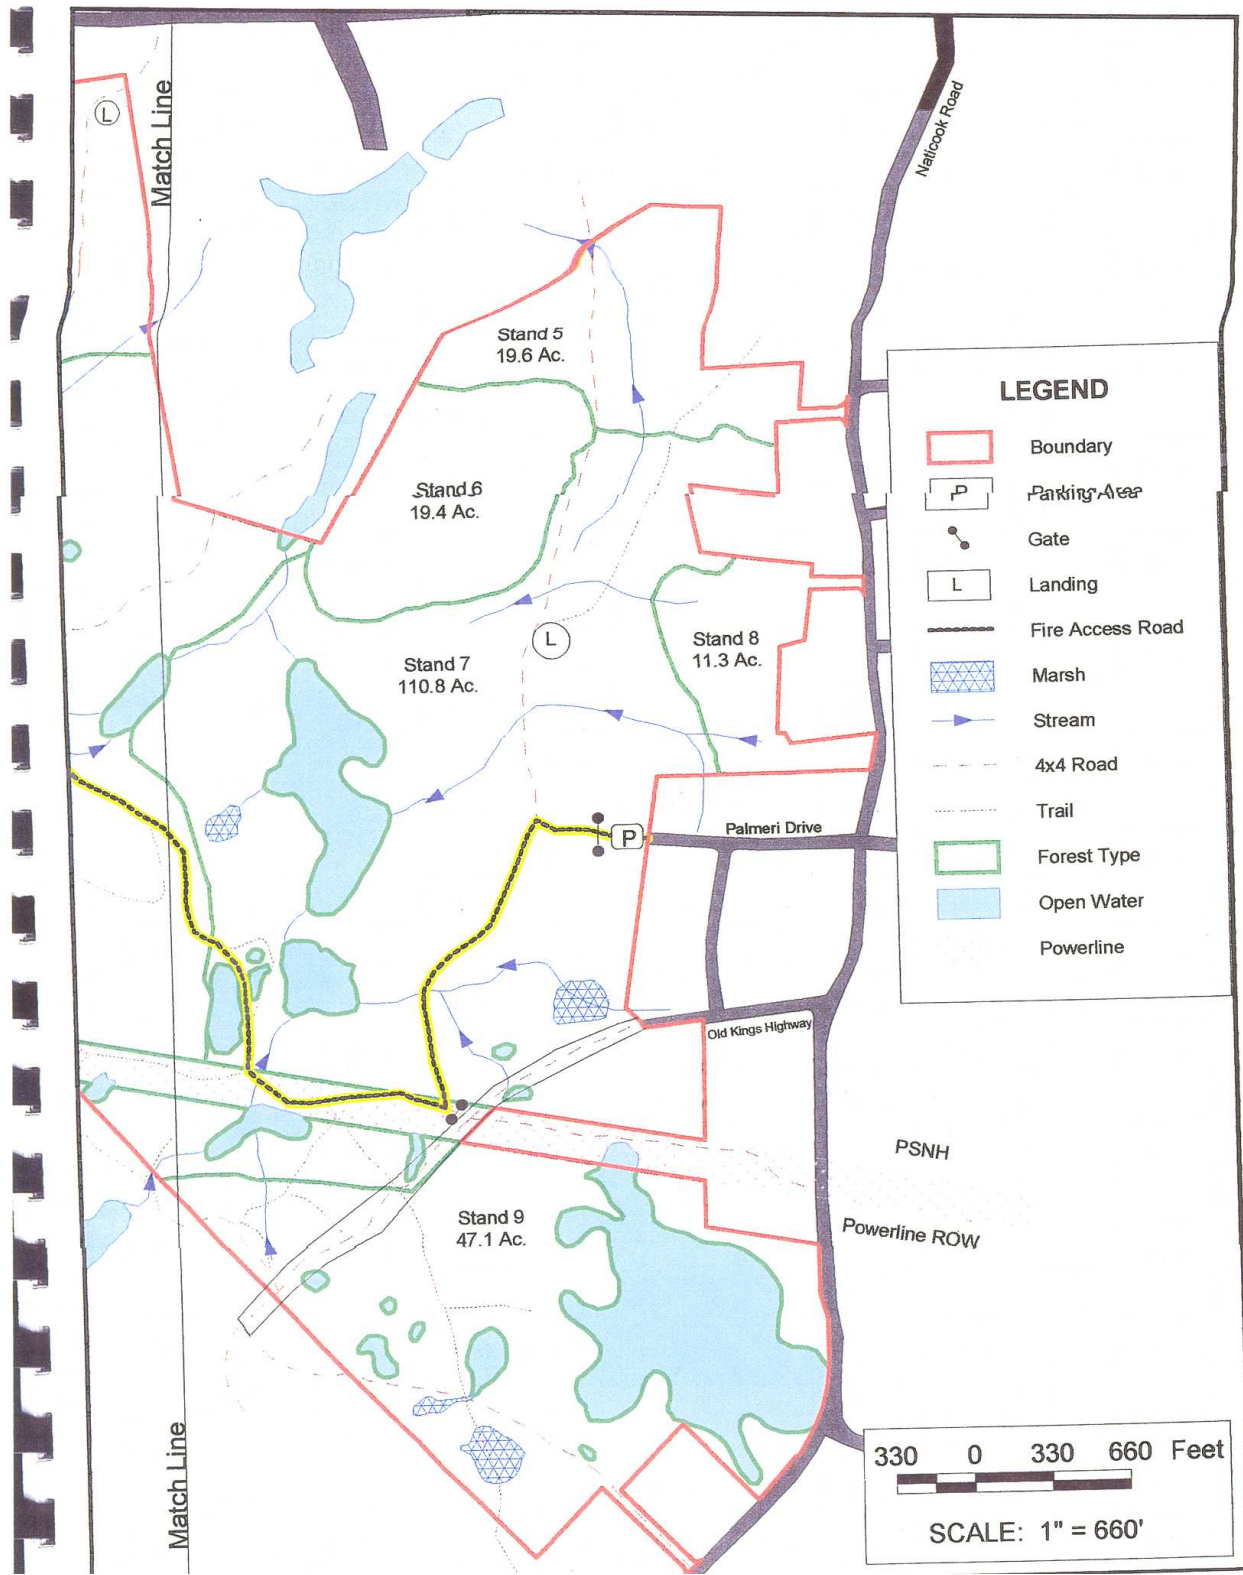 L
Match Line
Naticook Road
Stand 5
19.6 Ac.
Stand 6
19.4 Ac.
L
Stand 7
110.8 Ac.
Stand 8
11.3 Ac.
P
Palmeri Drive
Old Kings Highway
Stand 9
47.1 Ac.
PSNH
Powerline ROW
Match Line
LEGEND
Boundary
P Parking Area
Gate
L Landing
Fire Access Road
Marsh
Stream
4x4 Road
Trail
Forest Type
Open Water
Powerline
330 0 330 660 Feet
SCALE: 1" = 660'